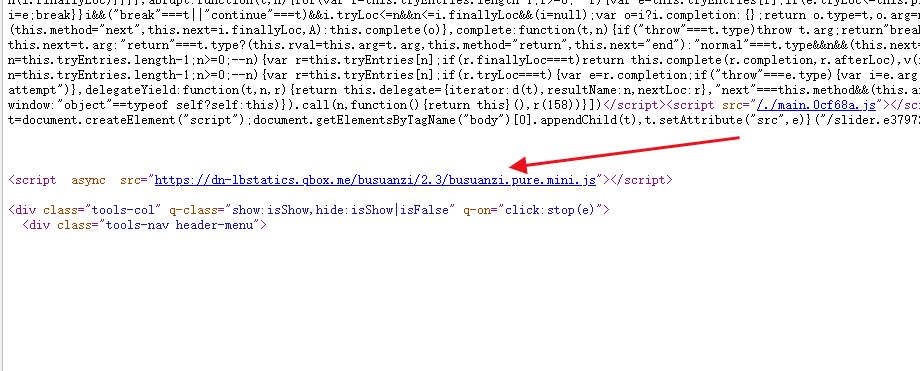 n(i.finallyLoc)}}}},abrupt:function(t,n){for(var r=this.tryEntries.length-1;r>=0;--r){var e=this.tryEntries[r];if(e.tryLoc<=this.p
i=e;break}}i&&("break"===t||"continue"===t)&&i.tryLoc<=n&&n<=i.finallyLoc&&(i=null);var o=i?i.completion:{};return o.type=t,o.arg=
(this.method="next",this.next=i.finallyLoc,A):this.complete(o)},complete:function(t,n){if("throw"===t.type)throw t.arg;return"break
this.next=t.arg:"return"===t.type?(this.rval=this.arg=t.arg,this.method="return",this.next="end"):"normal"===t.type&&n&&(this.next=
n=this.tryEntries.length-1;n>=0;--n){var r=this.tryEntries[n];if(r.finallyLoc===t)return this.complete(r.completion,r.afterLoc),v(r
n=this.tryEntries.length-1;n>=0;--n){var r=this.tryEntries[n];if(r.tryLoc===t){var e=r.completion;if("throw"===e.type){var i=e.arg
attempt")},delegateYield:function(t,n,r){return this.delegate={iterator:d(t),resultName:n,nextLoc:r},"next"===this.method&&(this.a
window:"object"==typeof self?self:this)}).call(n,function(){return this}(),r(158))}])</script><script src="/./main.0cf68a.js"></sc
t=document.createElement("script");document.getElementsByTagName("body")[0].appendChild(t),t.setAttribute("src",e)}("/slider.e3797
<script async src="https://dn-lbstatics.qbox.me/busuanzi/2.3/busuanzi.pure.mini.js"></script>
<div class="tools-col" q-class="show:isShow,hide:isShow|isFalse" q-on="click:stop(e)">
<div class="tools-nav header-menu">